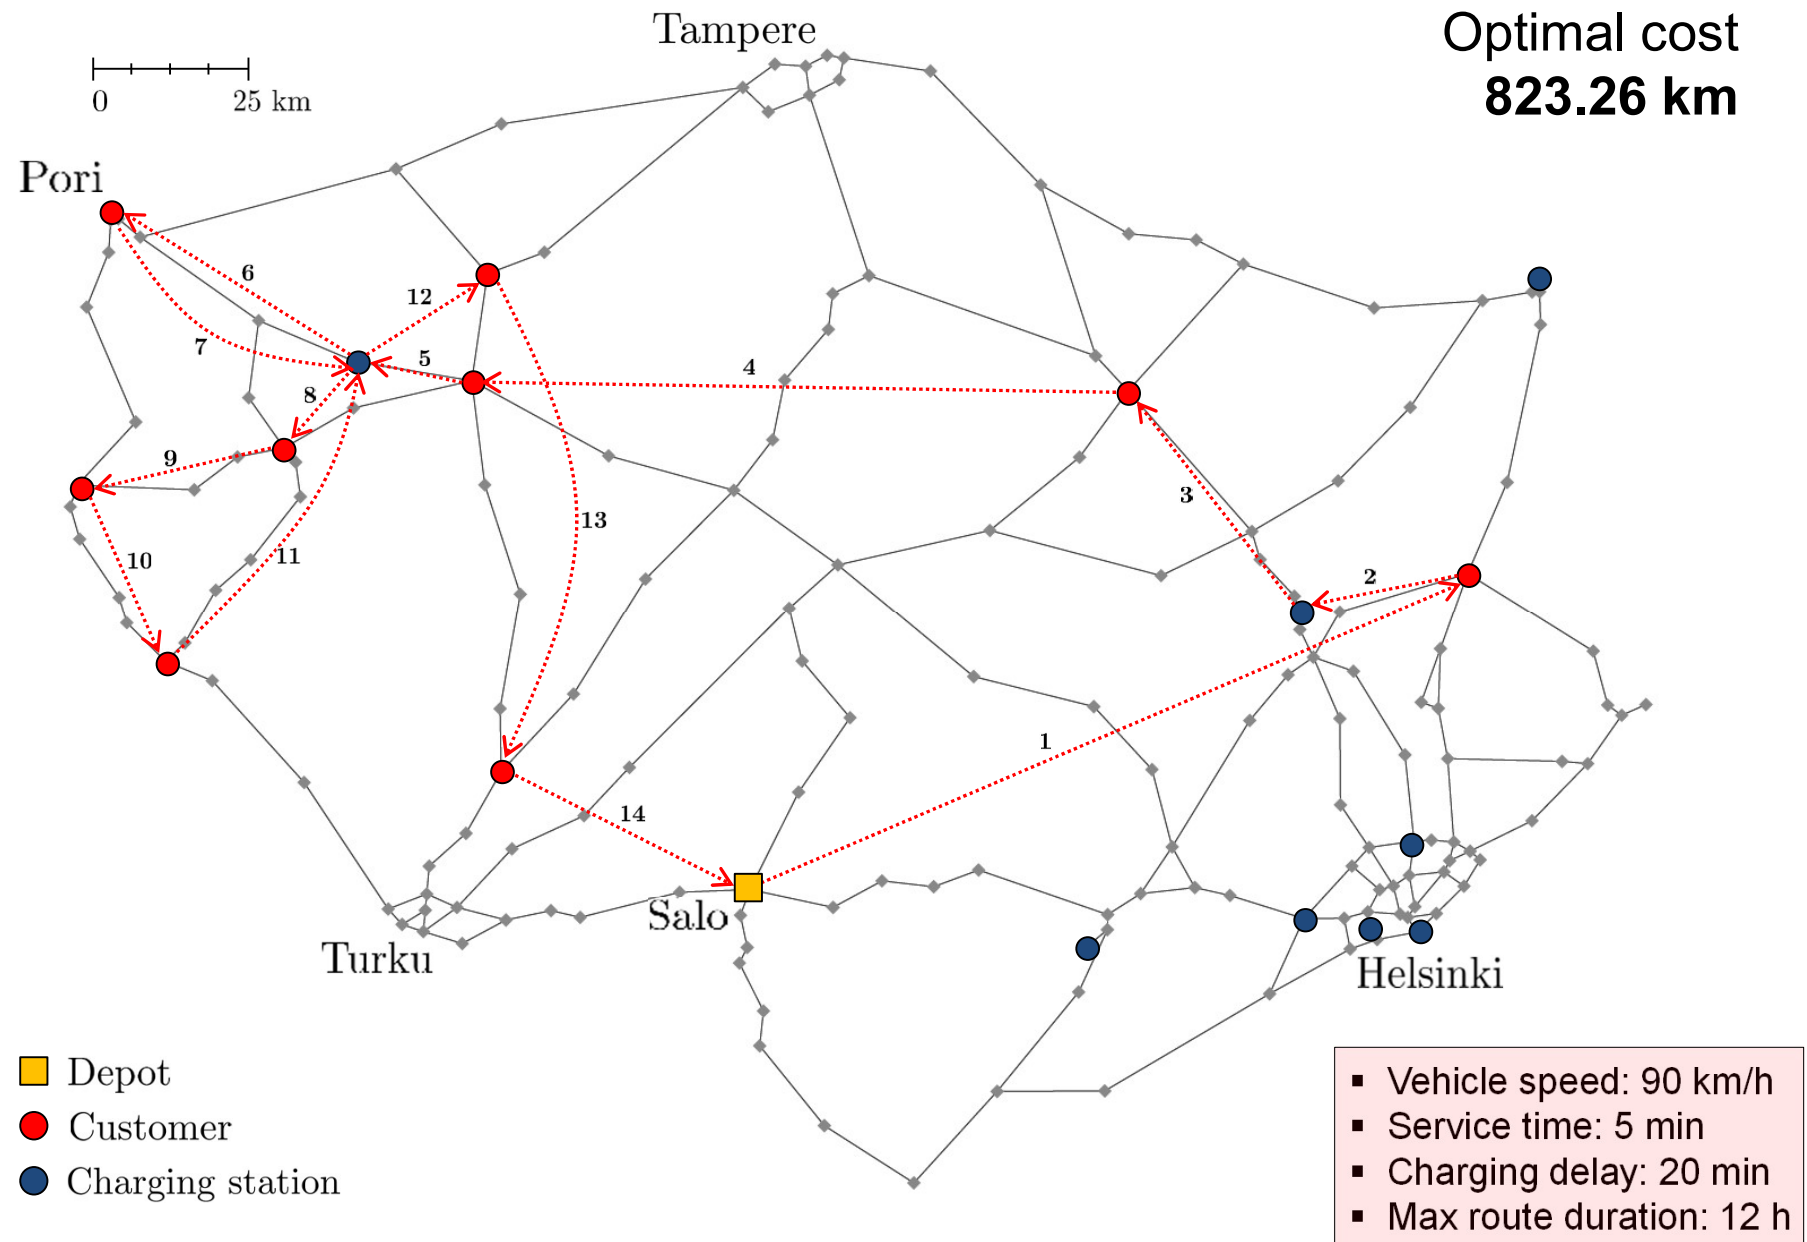 Tampere
Optimal cost
823.26 km
0 25 km
Pori
6
12
7
5
4
8
9
3
13
10
11
2
1
14
Salo
Turku
Helsinki
Depot
Customer
Charging station
▪ Vehicle speed: 90 km/h
▪ Service time: 5 min
▪ Charging delay: 20 min
▪ Max route duration: 12 h